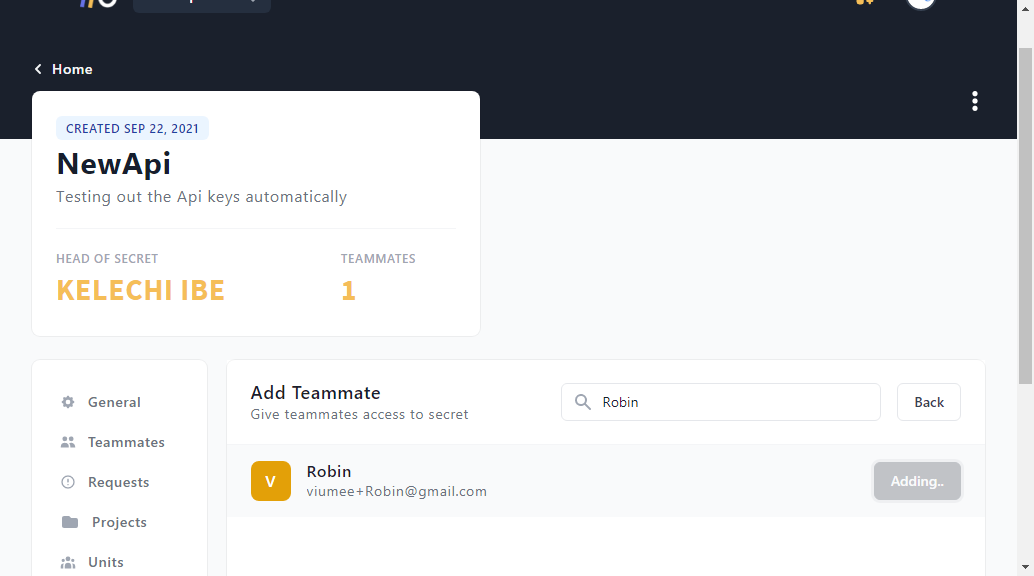 Home
CREATED SEP 22, 2021
NewApi
Testing out the Api keys automatically
HEAD OF SECRET
TEAMMATES
KELECHI IBE
1
General
Teammates
Requests
Projects
Units
Add Teammate
Give teammates access to secret
Robin
Back
V
Robin
viumee+Robin@gmail.com
Adding..